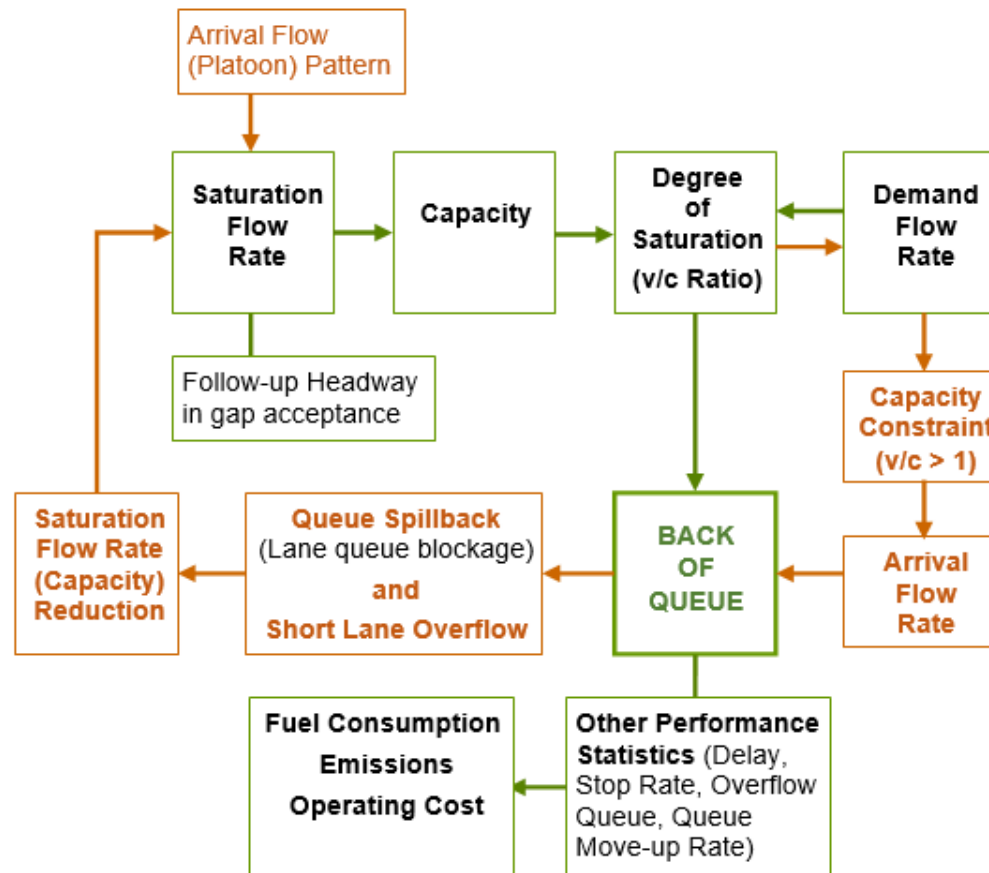 Arrival Flow
(Platoon) Pattern
Saturation
Flow
Rate
Capacity
Degree
of
Saturation
(v/c Ratio)
Demand
Flow
Rate
Follow-up Headway
in gap acceptance
Capacity
Constraint
(v/c > 1)
Saturation
Flow Rate
(Capacity)
Reduction
Queue Spillback
(Lane queue blockage)
and
Short Lane Overflow
BACK
OF
QUEUE
Arrival
Flow
Rate
Fuel Consumption
Emissions
Operating Cost
Other Performance
Statistics (Delay,
Stop Rate, Overflow
Queue, Queue
Move-up Rate)